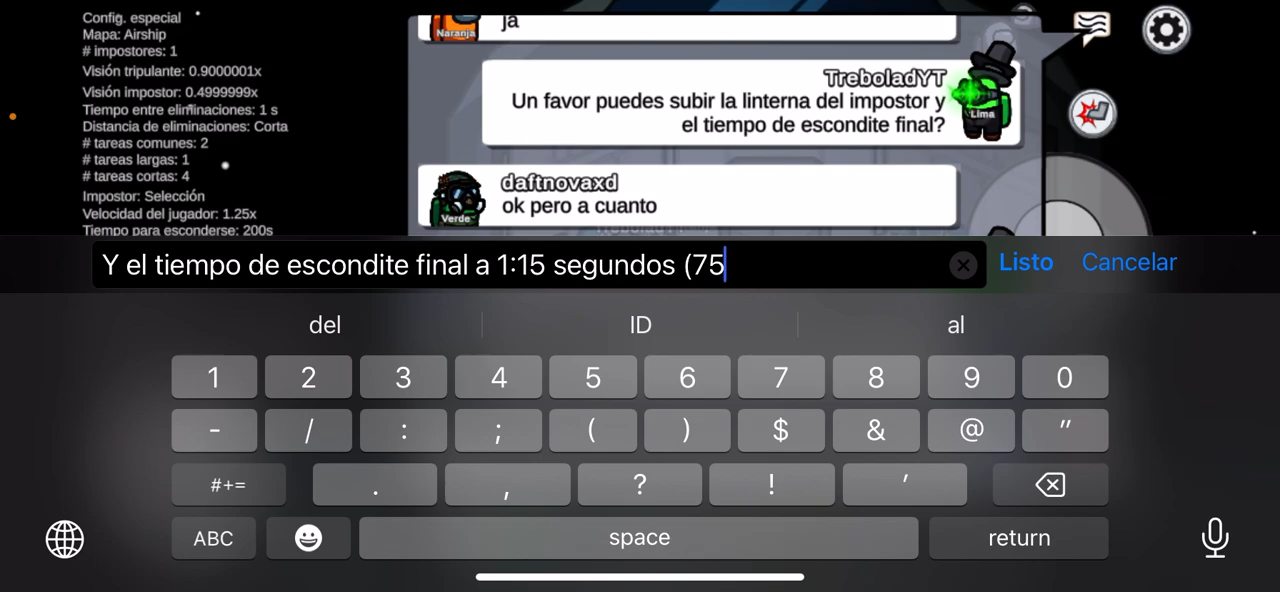 Config. especial
Mapa: Airship
# impostores: 1
Visión tripulante: 0.9000001x
Visión impostor: 0.4999999x
Tiempo entre eliminaciones: 1 s
Distancia de eliminaciones: Corta
# tareas comunes: 2
# tareas largas: 1
# tareas cortas: 4
Impostor: Selección
Velocidad del jugador: 1.25x
Tiempo para esconderse: 200s
ja
Naranja
TreboladYT
Un favor puedes subir la linterna del impostor y
el tiempo de escondite final?
Lima
daftnovaxd
ok pero a cuanto
Verde
Y el tiempo de escondite final a 1:15 segundos (75
Listo
Cancelar
del
ID
al
1 2 3 4 5 6 7 8 9 0
- / : ; ( ) $ & @ "
#+= . , ? ! '
ABC
space
return